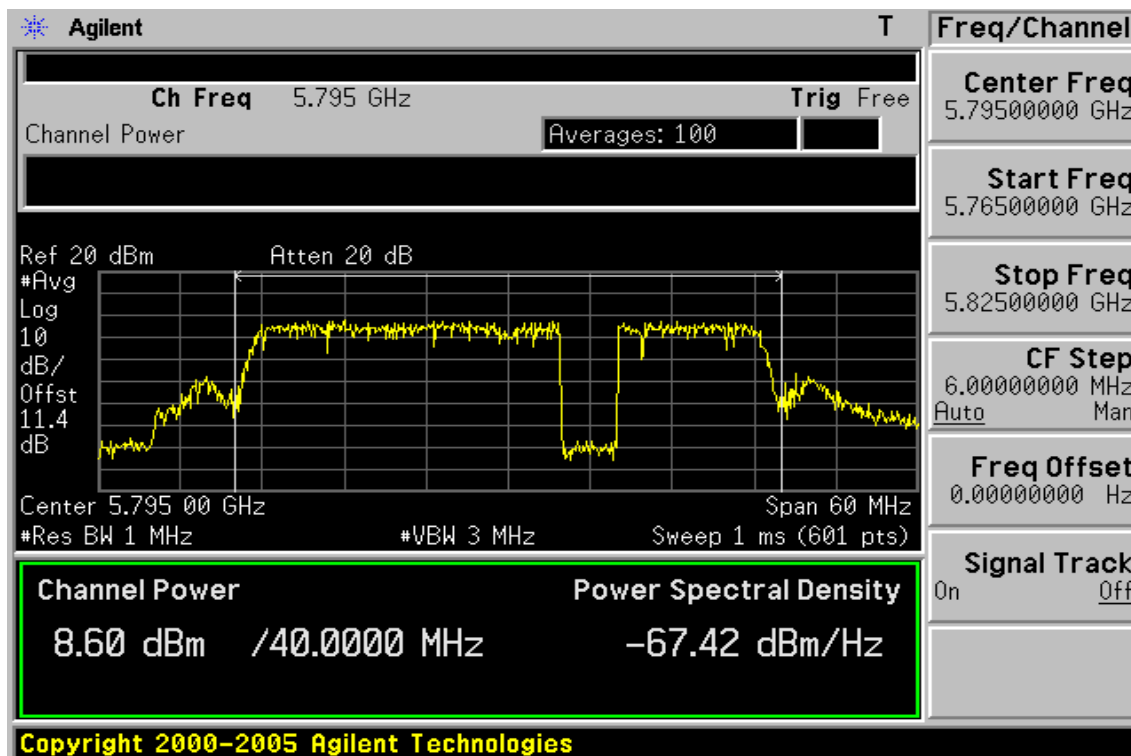 Agilent
T
Freq/Channel
Ch Freq 5.795 GHz
Trig Free
Channel Power
Averages: 100
Center Freq
5.79500000 GHz
Start Freq
5.76500000 GHz
Stop Freq
5.82500000 GHz
CF Step
6.00000000 MHz
Auto Man
Freq Offset
0.00000000 Hz
Signal Track
On Off
Ref 20 dBm
Atten 20 dB
#Avg
Log
10
dB/
Offst
11.4
dB
Center 5.795 00 GHz
Span 60 MHz
#Res BW 1 MHz
#VBW 3 MHz
Sweep 1 ms (601 pts)
Channel Power
Power Spectral Density
8.60 dBm /40.0000 MHz
-67.42 dBm/Hz
Copyright 2000-2005 Agilent Technologies